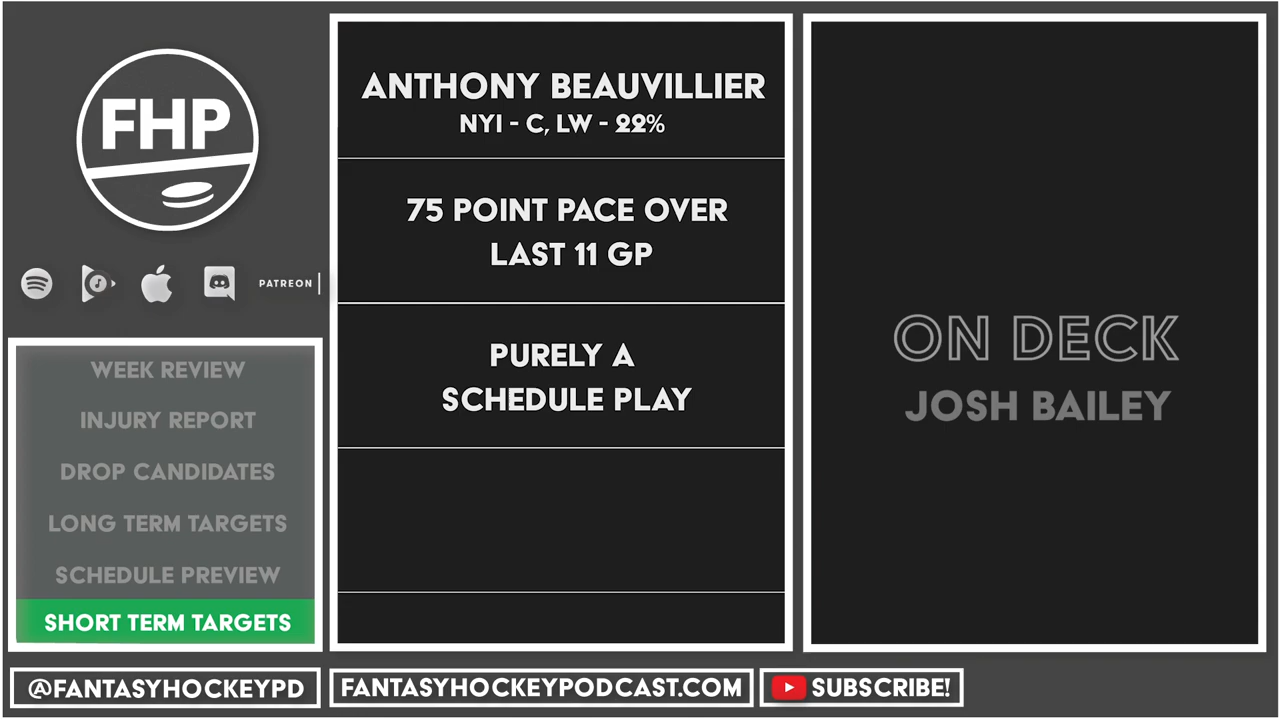 FHP
PATREON
WEEK REVIEW
INJURY REPORT
DROP CANDIDATES
LONG TERM TARGETS
SCHEDULE PREVIEW
SHORT TERM TARGETS
ANTHONY BEAUVILLIER
NYI - C, LW - 22%
75 POINT PACE OVER
LAST 11 GP
PURELY A
SCHEDULE PLAY
ON DECK
JOSH BAILEY
@FANTASYHOCKEYPD
FANTASYHOCKEYPODCAST.COM
SUBSCRIBE!